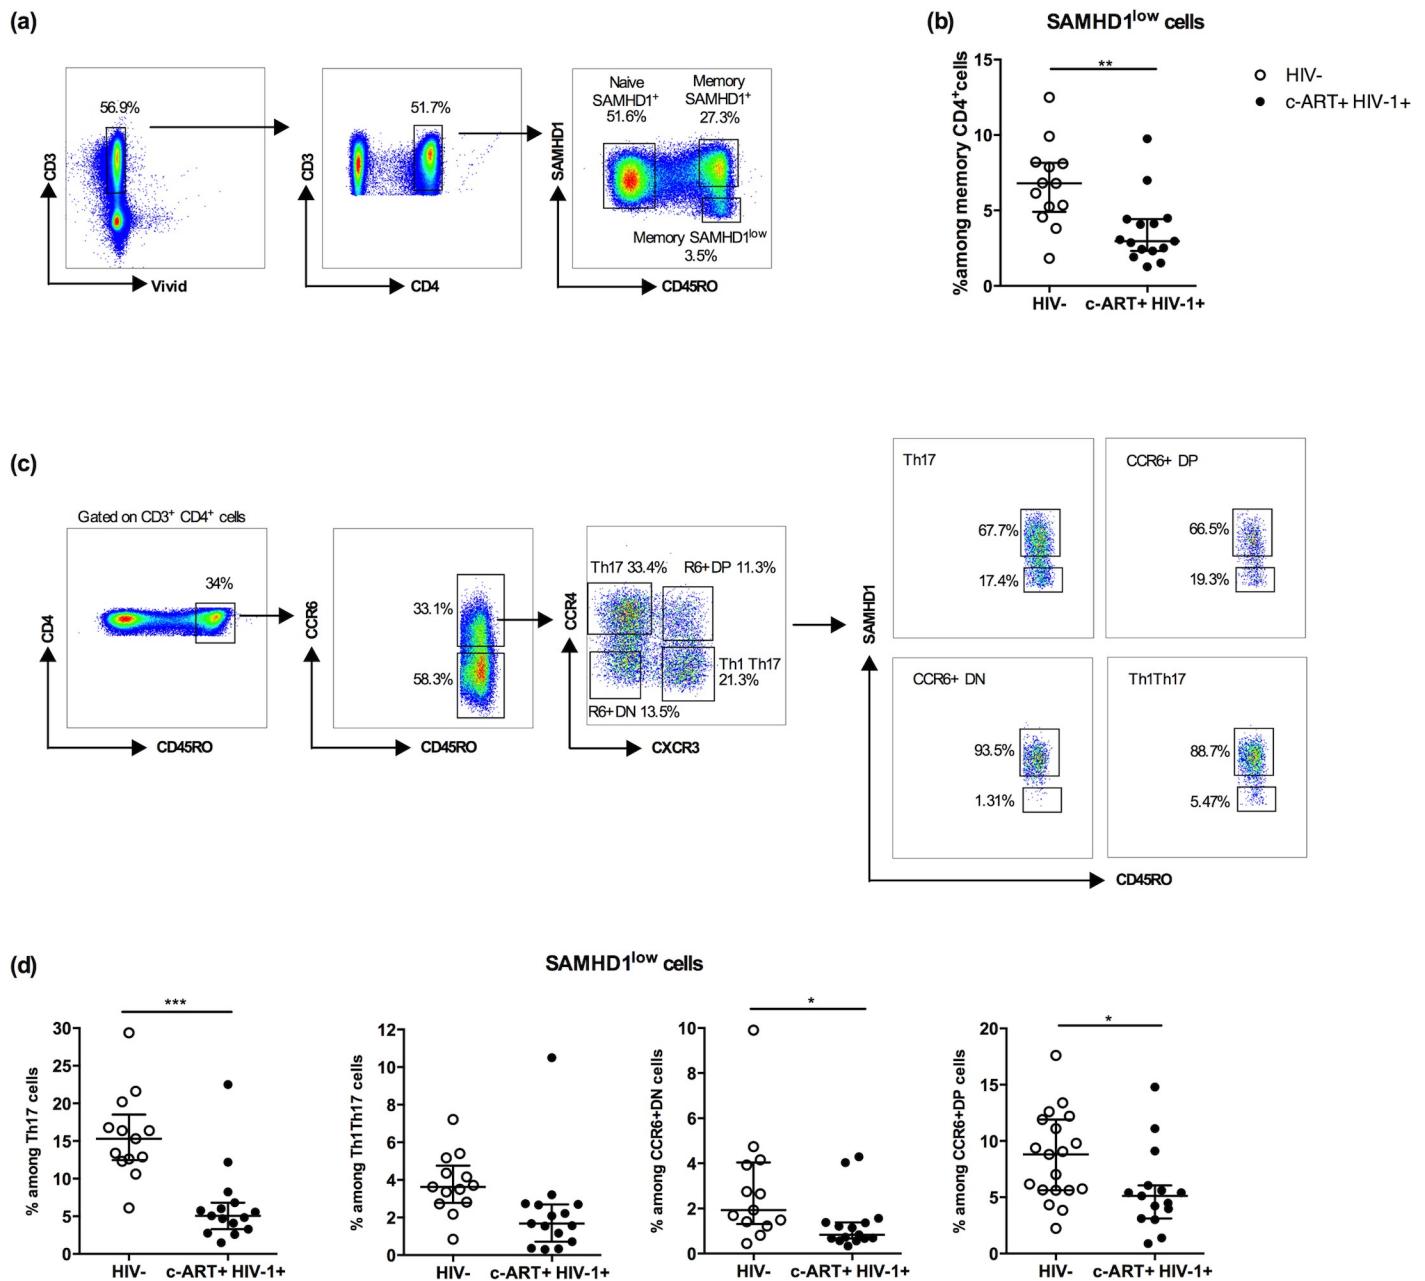 (a)
56.9%
CD3
Vivid
51.7%
CD3
CD4
Naive
SAMHD1+
51.6%
Memory
SAMHD1+
27.3%
Memory SAMHD1low
3.5%
SAMHD1
CD45RO
(b)
SAMHD1low cells
**
15
10
5
0
%among memory CD4+cells
HIV-
c-ART+ HIV-1+
HIV-
c-ART+ HIV-1+
(c)
Gated on CD3+ CD4+ cells
34%
CD4
CD45RO
33.1%
58.3%
CCR6
CD45RO
Th17 33.4%
R6+DP 11.3%
Th1 Th17
21.3%
R6+DN 13.5%
CCR4
CXCR3
Th17
67.7%
17.4%
CCR6+ DP
66.5%
19.3%
CCR6+ DN
93.5%
1.31%
Th1Th17
88.7%
5.47%
SAMHD1
CD45RO
(d)
SAMHD1low cells
***
30
25
20
15
10
5
0
% among Th17 cells
HIV-
c-ART+ HIV-1+
12
10
8
6
4
2
0
% among Th1Th17 cells
HIV-
c-ART+ HIV-1+
*
10
8
6
4
2
0
% among CCR6+DN cells
HIV-
c-ART+ HIV-1+
*
20
15
10
5
0
% among CCR6+DP cells
HIV-
c-ART+ HIV-1+